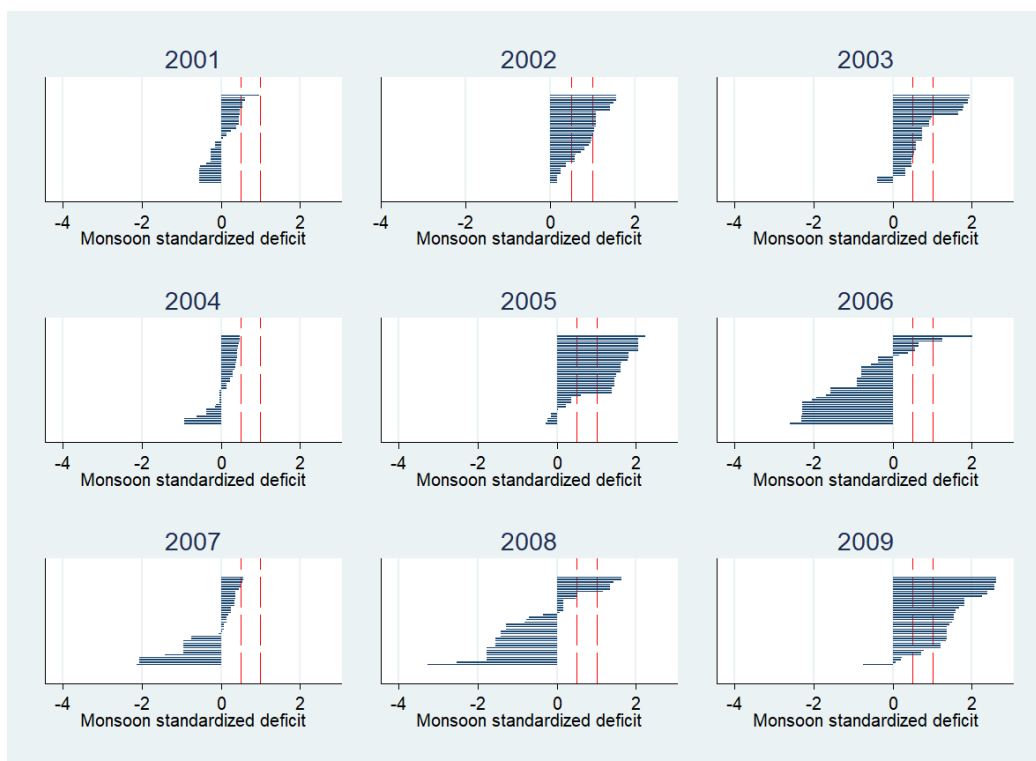 2001 2002 2003
-4 -2 0 2 -4 -2 0 2 -4 -2 0 2
Monsoon standardized deficit Monsoon standardized deficit Monsoon standardized deficit
2004 2005 2006
-4 -2 0 2 -4 -2 0 2 -4 -2 0 2
Monsoon standardized deficit Monsoon standardized deficit Monsoon standardized deficit
2007 2008 2009
-4 -2 0 2 -4 -2 0 2 -4 -2 0 2
Monsoon standardized deficit Monsoon standardized deficit Monsoon standardized deficit